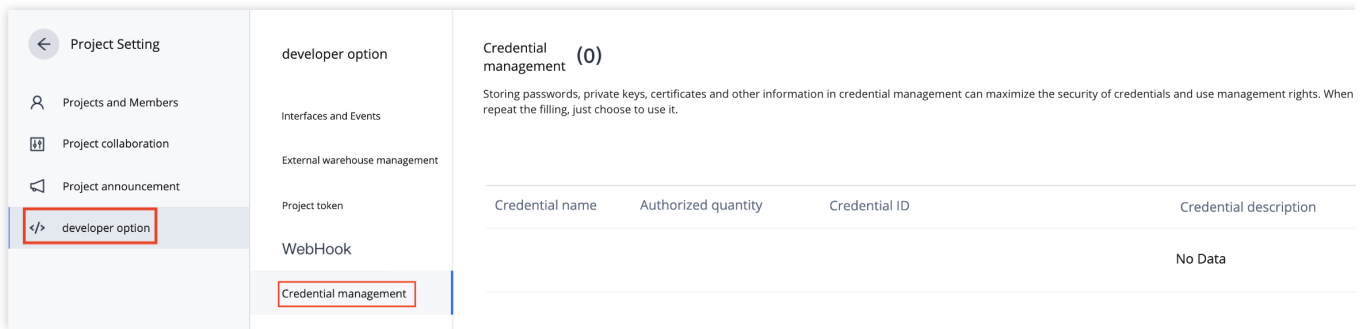 Project Setting
Projects and Members
Project collaboration
Project announcement
</> developer option
developer option
Interfaces and Events
External warehouse management
Project token
WebHook
Credential management
Credential
management (0)
Storing passwords, private keys, certificates and other information in credential management can maximize the security of credentials and use management rights. When
repeat the filling, just choose to use it.
Credential name Authorized quantity Credential ID Credential description
No Data